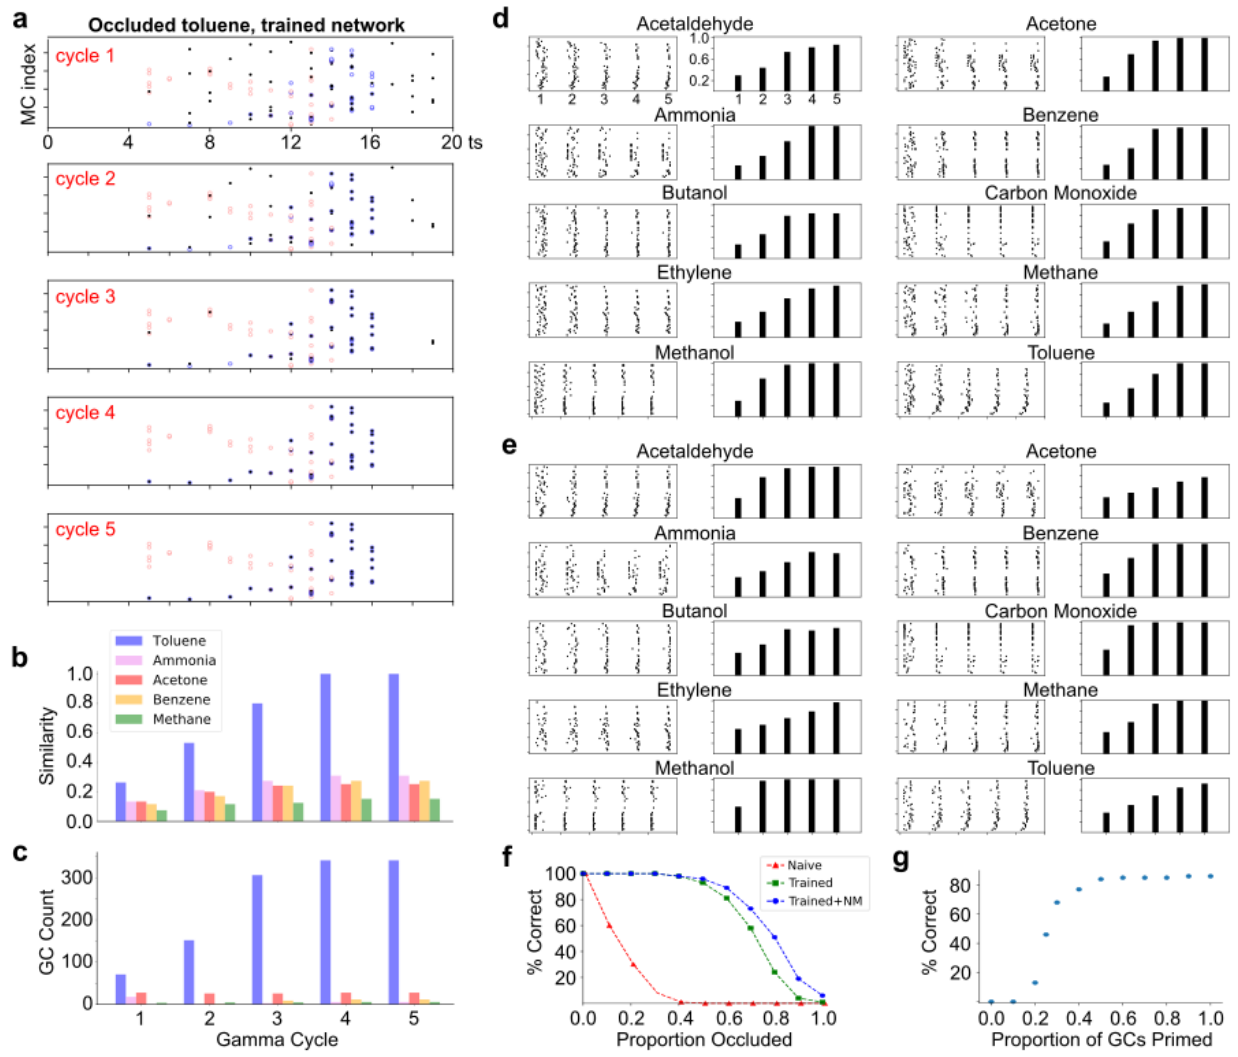 a
Occluded toluene, trained network
MC index
cycle 1
0 4 8 12 16 20 ts
cycle 2
cycle 3
cycle 4
cycle 5
b
Toluene
Ammonia
Acetone
Benzene
Methane
Similarity
1.0
0.8
0.6
0.4
0.2
0.0
c
GC Count
300
200
100
0
1 2 3 4 5
Gamma Cycle
d
Acetaldehyde
1.0
0.6
0.2
1 2 3 4 5
1 2 3 4 5
Acetone
Ammonia
Benzene
Butanol
Carbon Monoxide
Ethylene
Methane
Methanol
Toluene
e
Acetaldehyde
Acetone
Ammonia
Benzene
Butanol
Carbon Monoxide
Ethylene
Methane
Methanol
Toluene
f
Naive
Trained
Trained+NM
% Correct
100
80
60
40
20
0.0 0.2 0.4 0.6 0.8 1.0
Proportion Occluded
g
% Correct
80
60
40
20
0.0 0.2 0.4 0.6 0.8 1.0
Proportion of GCs Primed